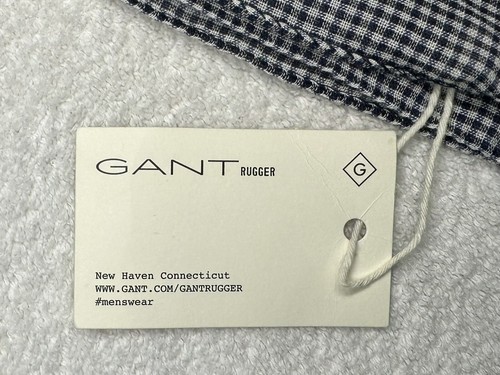 GANT RUGGER
G
New Haven Connecticut
WWW.GANT.COM/GANTRUGGER
#menswear